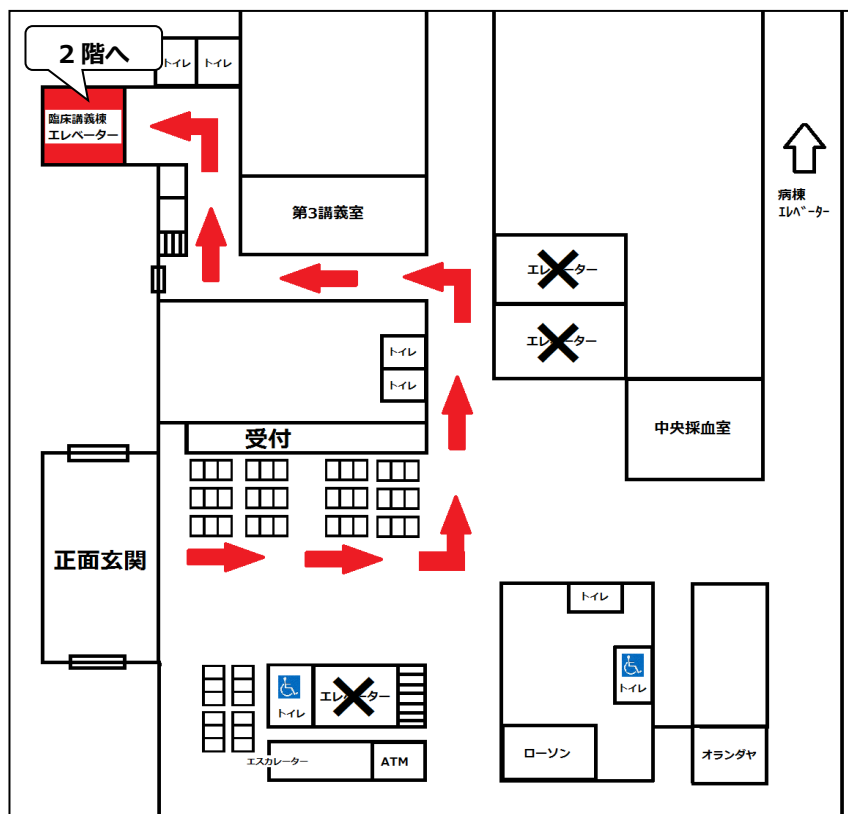 2階へ
トイレ
トイレ
臨床講義棟
エレベーター
病棟
ｴﾚﾍﾞｰﾀｰ
第3講義室
エレベーター
エレベーター
トイレ
トイレ
中央採血室
受付
正面玄関
トイレ
トイレ
エレベーター
トイレ
エスカレーター
ATM
ローソン
オランダヤ